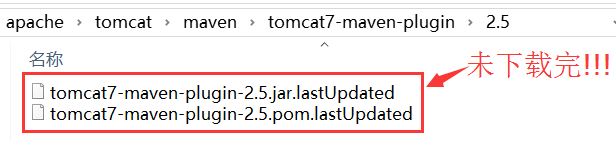 apache > tomcat > maven > tomcat7-maven-plugin > 2.5
名称
未下载完!!!
tomcat7-maven-plugin-2.5.jar.lastUpdated
tomcat7-maven-plugin-2.5.pom.lastUpdated